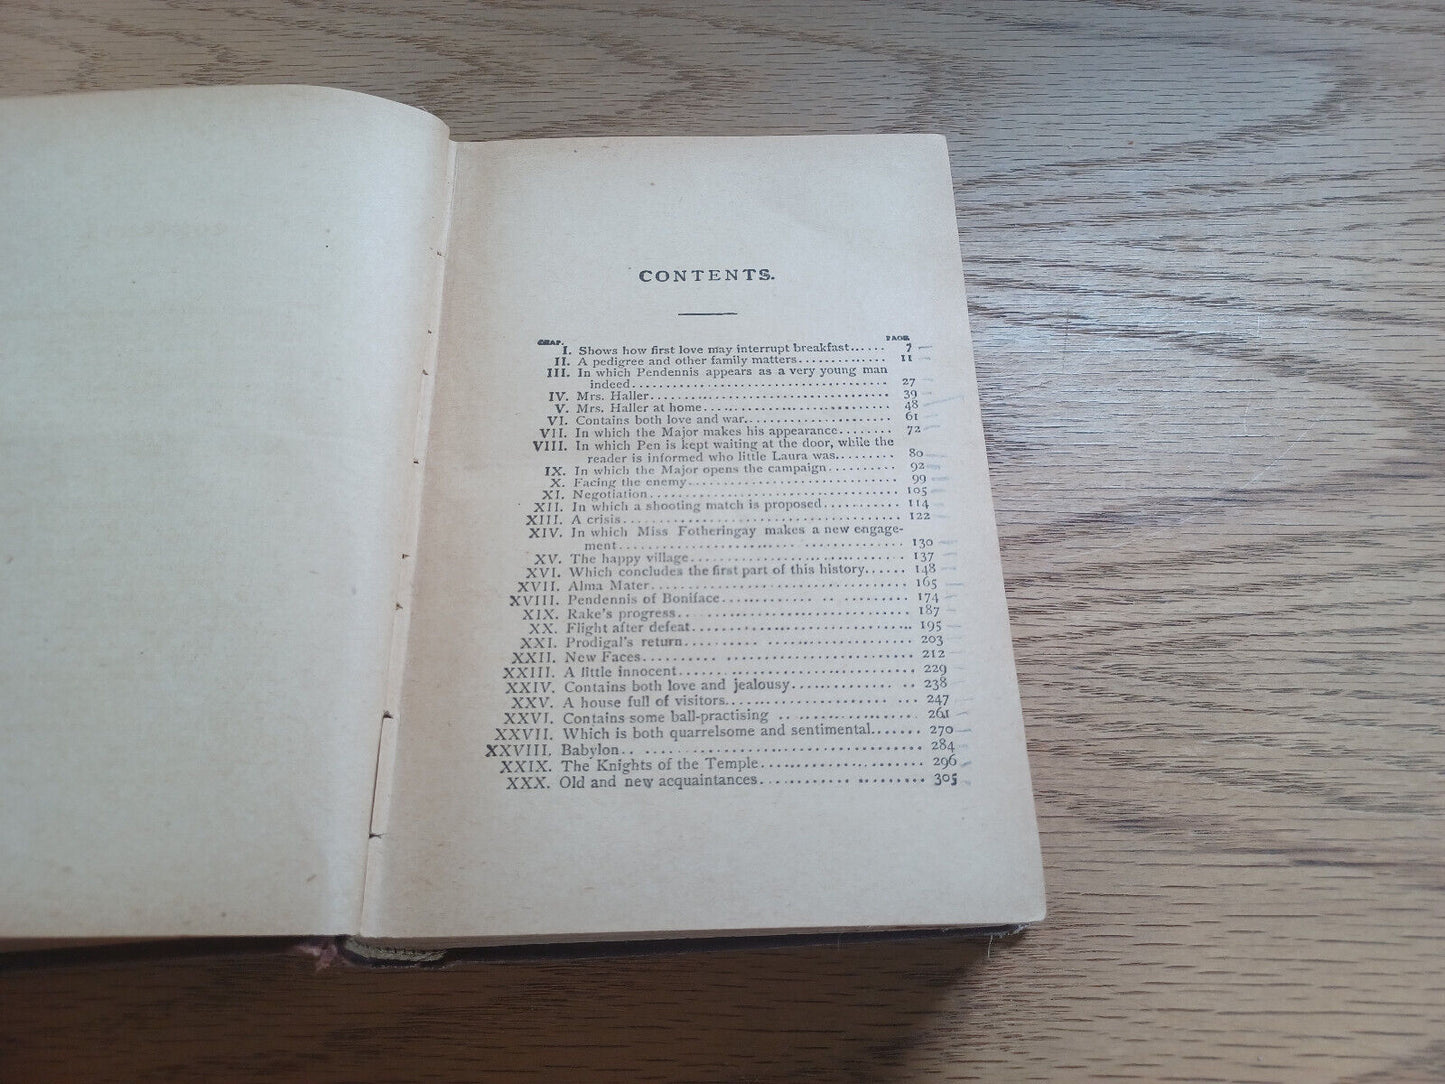 CONTENTS.
CHAP. PAGE
I. Shows how first love may interrupt breakfast...... 7
II. A pedigree and other family matters.............. 11
III. In which Pendennis appears as a very young man
indeed...................................... 27
IV. Mrs. Haller..................................... 39
V. Mrs. Haller at home.............................. 48
VI. Contains both love and war...................... 61
VII. In which the Major makes his appearance........ 72
VIII. In which Pen is kept waiting at the door, while the
reader is informed who little Laura was......... 80
IX. In which the Major opens the campaign........... 92
X. Facing the enemy................................. 99
XI. Negotiation..................................... 105
XII. In which a shooting match is proposed........... 114
XIII. A crisis...................................... 122
XIV. In which Miss Fotheringay makes a new engage-
ment........................................ 130
XV. The happy village............................... 137
XVI. Which concludes the first part of this history...... 148
XVII. Alma Mater.................................... 165
XVIII. Pendennis of Boniface........................ 174
XIX. Rake's progress................................ 187
XX. Flight after defeat............................. 195
XXI. Prodigal's return.............................. 203
XXII. New Faces..................................... 212
XXIII. A little innocent............................ 229
XXIV. Contains both love and jealousy............... 238
XXV. A house full of visitors....................... 247
XXVI. Contains some ball-practising ................ 261
XXVII. Which is both quarrelsome and sentimental....... 270
XXVIII. Babylon..................................... 284
XXIX. The Knights of the Temple..................... 296
XXX. Old and new acquaintances...................... 305